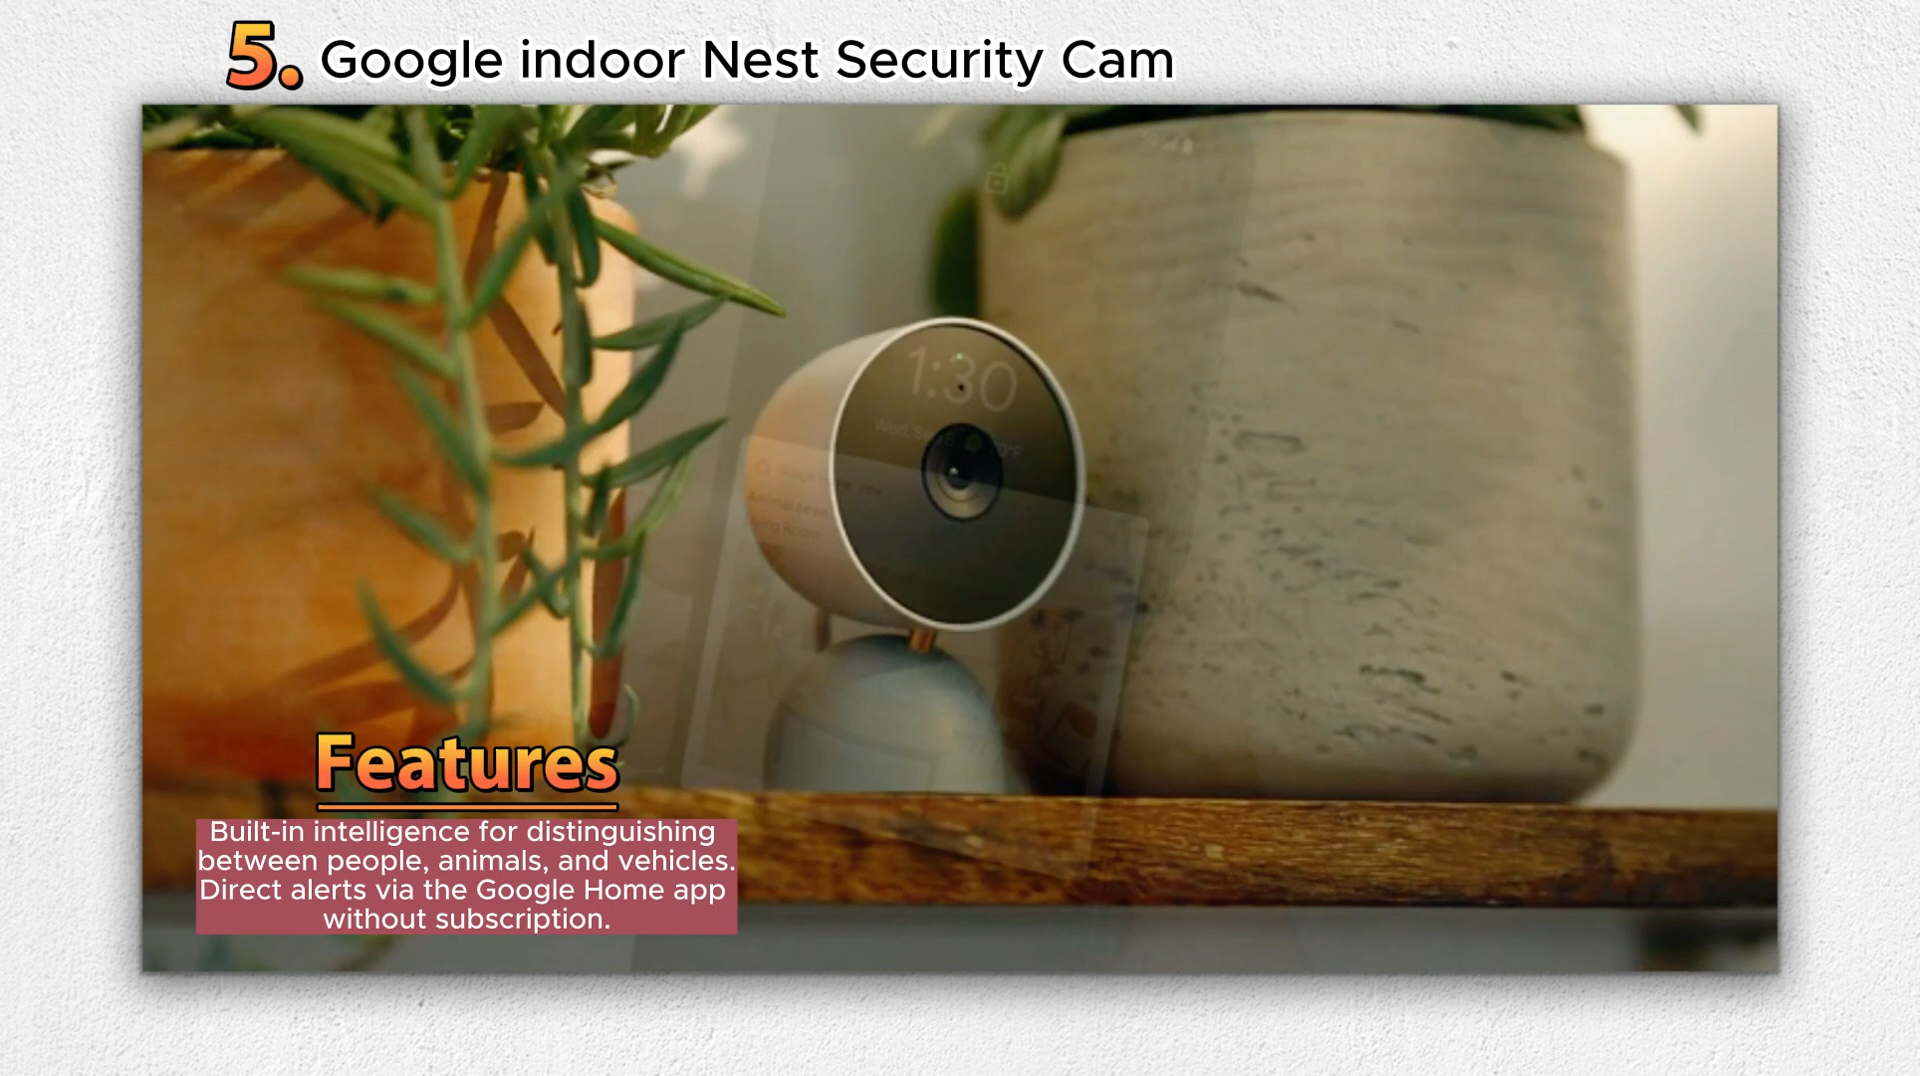 5. Google indoor Nest Security Cam
1:30
Features
Built-in intelligence for distinguishing
between people, animals, and vehicles.
Direct alerts via the Google Home app
without subscription.